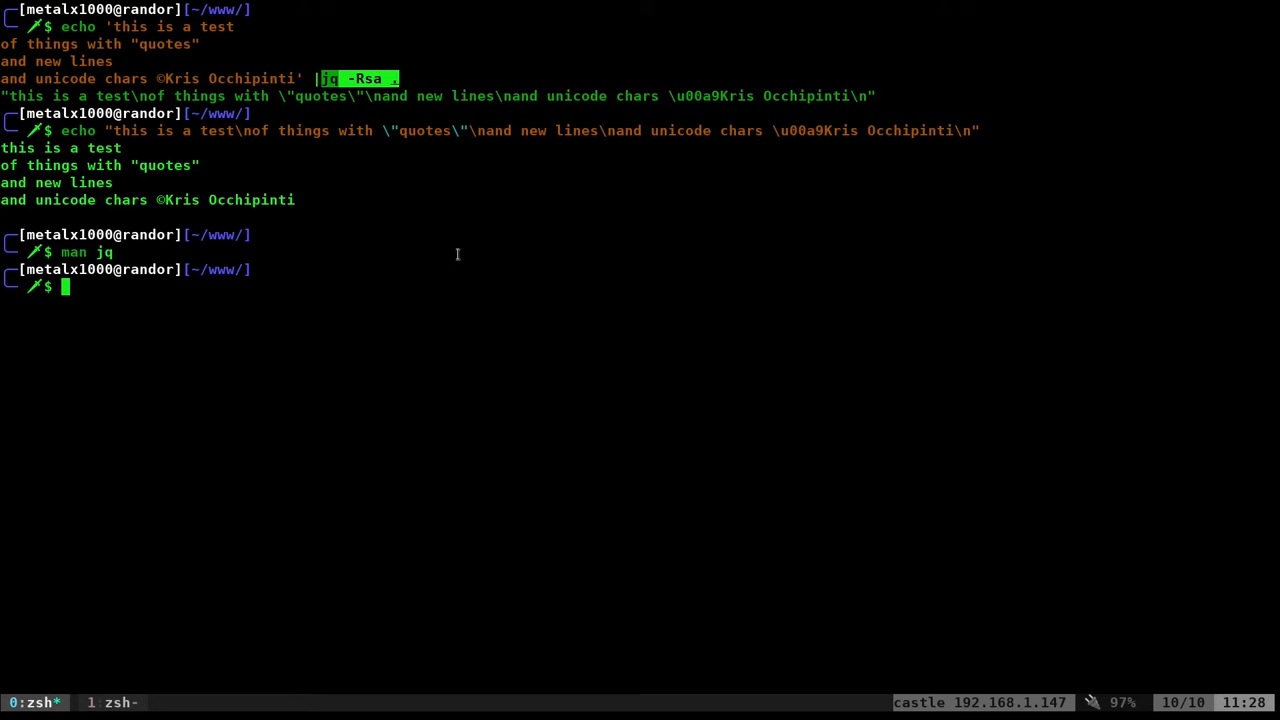 [metalx1000@randor][~/www/]
$ echo 'this is a test
of things with "quotes"
and new lines
and unicode chars ©Kris Occhipinti' |jq -Rsa .
"this is a test\nof things with \"quotes\"\nand new lines\nand unicode chars \u00a9Kris Occhipinti\n"
[metalx1000@randor][~/www/]
$ echo "this is a test\nof things with \"quotes\"\nand new lines\nand unicode chars \u00a9Kris Occhipinti\n"
this is a test
of things with "quotes"
and new lines
and unicode chars ©Kris Occhipinti
[metalx1000@randor][~/www/]
$ man jq
[metalx1000@randor][~/www/]
$
0:zsh* 1 zsh- castle 192.168.1.147 97% 10/10 11:28